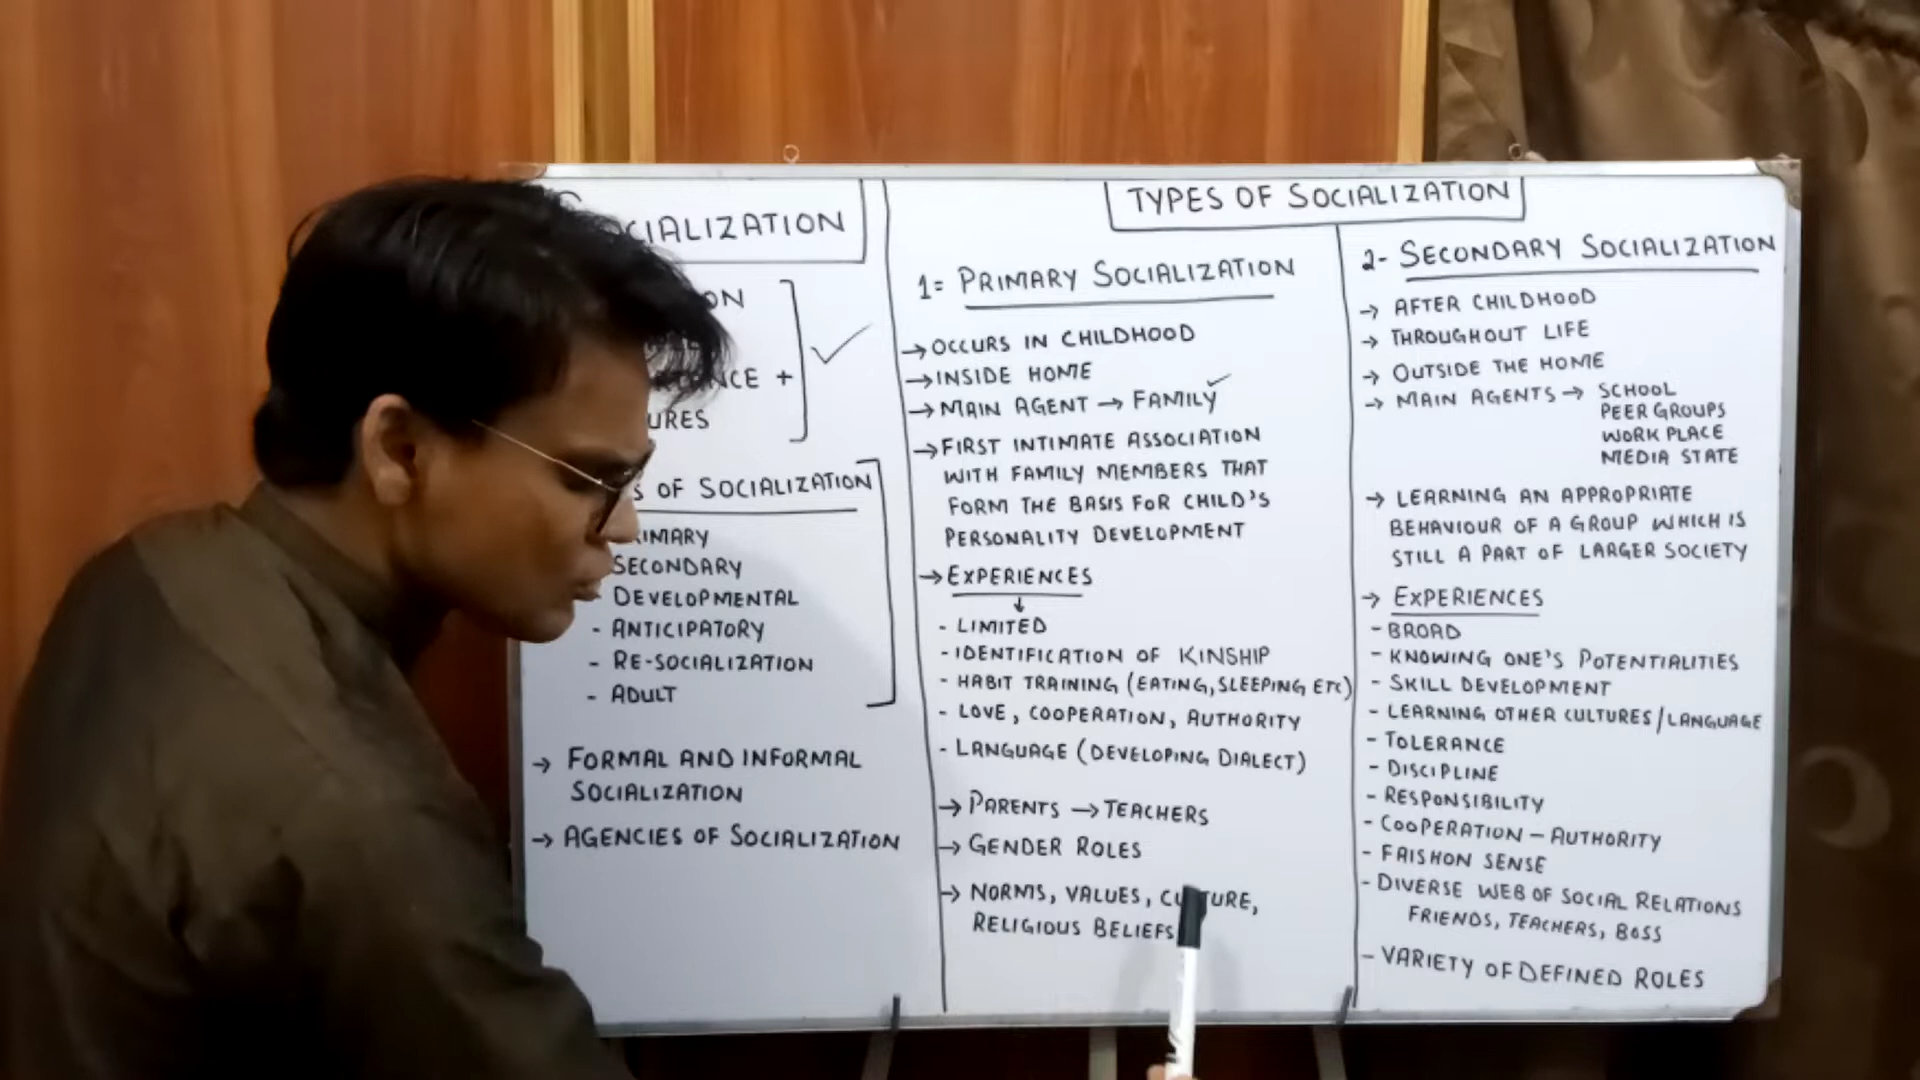 SOCIALIZATION
SECONDARY
DEVELOPMENTAL
- ANTICIPATORY
- RE-SOCIALIZATION
- ADULT
→ FORMAL AND INFORMAL
SOCIALIZATION
→ AGENCIES OF SOCIALIZATION
TYPES OF SOCIALIZATION
1= PRIMARY SOCIALIZATION
→ OCCURS IN CHILDHOOD
→ INSIDE HOME
→ MAIN AGENT → FAMILY
→ FIRST INTIMATE ASSOCIATION
WITH FAMILY MEMBERS THAT
FORM THE BASIS FOR CHILD'S
PERSONALITY DEVELOPMENT
→ EXPERIENCES
- LIMITED
- IDENTIFICATION OF KINSHIP
- HABIT TRAINING (EATING, SLEEPING ETC)
- LOVE, COOPERATION, AUTHORITY
- LANGUAGE (DEVELOPING DIALECT)
→ PARENTS → TEACHERS
→ GENDER ROLES
→ NORMS, VALUES, CULTURE,
RELIGIOUS BELIEFS
2- SECONDARY SOCIALIZATION
→ AFTER CHILDHOOD
→ THROUGHOUT LIFE
→ OUTSIDE THE HOME
→ MAIN AGENTS → SCHOOL
PEER GROUPS
WORK PLACE
MEDIA STATE
→ LEARNING AN APPROPRIATE
BEHAVIOUR OF A GROUP WHICH IS
STILL A PART OF LARGER SOCIETY
→ EXPERIENCES
- BROAD
- KNOWING ONE'S POTENTIALITIES
- SKILL DEVELOPMENT
- LEARNING OTHER CULTURES/LANGUAGE
- TOLERANCE
- DISCIPLINE
- RESPONSIBILITY
- COOPERATION - AUTHORITY
- FAISHON SENSE
- DIVERSE WEB OF SOCIAL RELATIONS
FRIENDS, TEACHERS, BOSS
- VARIETY OF DEFINED ROLES